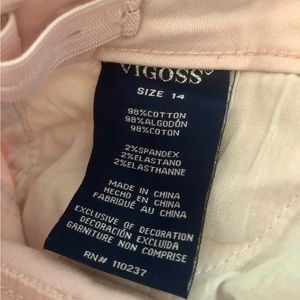 VIGOSS®
SIZE 14
98%COTTON
98%ALGODÓN
98%COTON
2%SPANDEX
2%ELASTANO
2%ELASTHANNE
MADE IN CHINA
HECHO EN CHINA
FABRIQUÉ AU CHINA
EXCLUSIVE OF DECORATION
DECORACIÓN EXCLUIDA
GARNITURE NON COMPRISE
RN# 110237